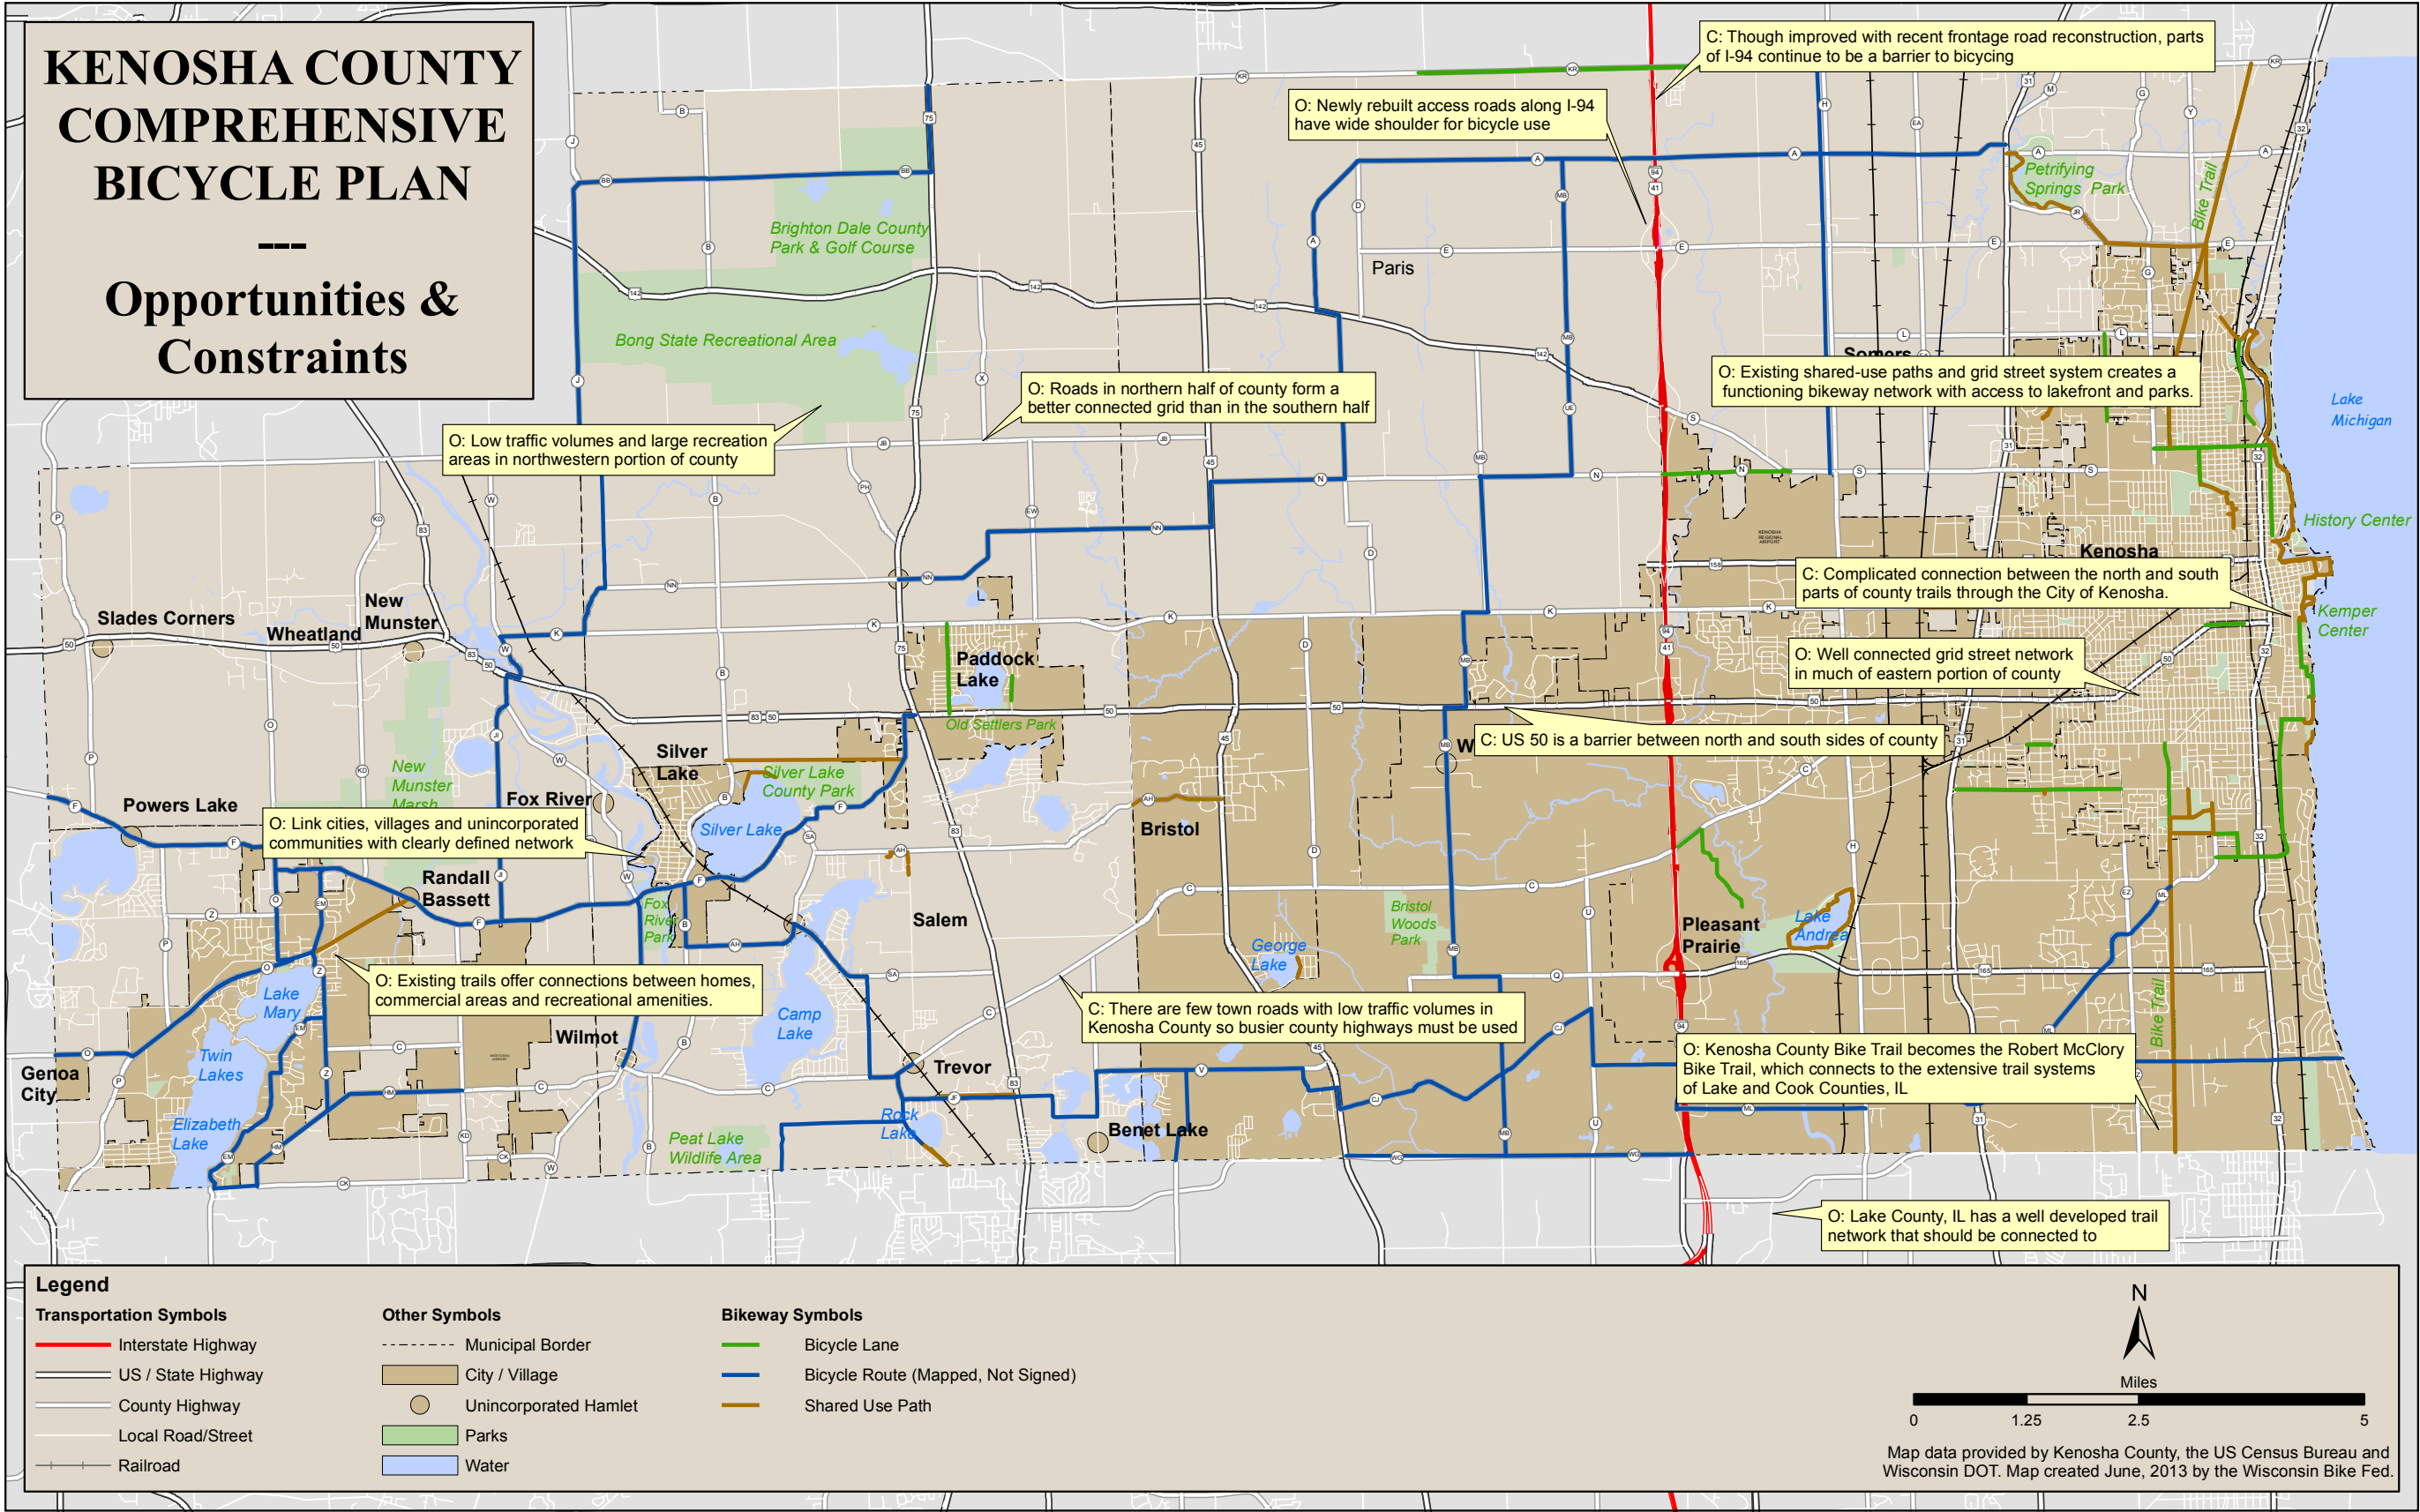 KENOSHA COUNTY
COMPREHENSIVE
BICYCLE PLAN
---
Opportunities &
Constraints
C: Though improved with recent frontage road reconstruction, parts
of I-94 continue to be a barrier to bicycling
O: Newly rebuilt access roads along I-94
have wide shoulder for bicycle use
Petrifying
Springs Park
Bike Trail
Brighton Dale County
Park & Golf Course
Paris
Bong State Recreational Area
Somers
O: Existing shared-use paths and grid street system creates a
functioning bikeway network with access to lakefront and parks.
O: Roads in northern half of county form a
better connected grid than in the southern half
Lake
Michigan
O: Low traffic volumes and large recreation
areas in northwestern portion of county
History Center
KENOSHA
REGIONAL
AIRPORT
Kenosha
C: Complicated connection between the north and south
parts of county trails through the City of Kenosha.
Kemper
Center
Slades Corners
New
Munster
Wheatland
O: Well connected grid street network
in much of eastern portion of county
Paddock
Lake
Old Settlers Park
C: US 50 is a barrier between north and south sides of county
W
Silver
Lake
Silver Lake
County Park
New
Munster
Marsh
Fox River
Powers Lake
O: Link cities, villages and unincorporated
communities with clearly defined network
Silver Lake
Bristol
Randall
Bassett
Fox
River
Park
Salem
Bristol
Woods
Park
Pleasant
Prairie
Lake
Andrea
George
Lake
O: Existing trails offer connections between homes,
commercial areas and recreational amenities.
Lake
Mary
Camp
Lake
C: There are few town roads with low traffic volumes in
Kenosha County so busier county highways must be used
Bike Trail
Wilmot
Twin
Lakes
Trevor
Genoa
City
O: Kenosha County Bike Trail becomes the Robert McClory
Bike Trail, which connects to the extensive trail systems
of Lake and Cook Counties, IL
Elizabeth
Lake
Rock
Lake
Peat Lake
Wildlife Area
Benet Lake
O: Lake County, IL has a well developed trail
network that should be connected to
Legend
Transportation Symbols
Interstate Highway
US / State Highway
County Highway
Local Road/Street
Railroad
Other Symbols
Municipal Border
City / Village
Unincorporated Hamlet
Parks
Water
Bikeway Symbols
Bicycle Lane
Bicycle Route (Mapped, Not Signed)
Shared Use Path
N
Miles
0 1.25 2.5 5
Map data provided by Kenosha County, the US Census Bureau and
Wisconsin DOT. Map created June, 2013 by the Wisconsin Bike Fed.